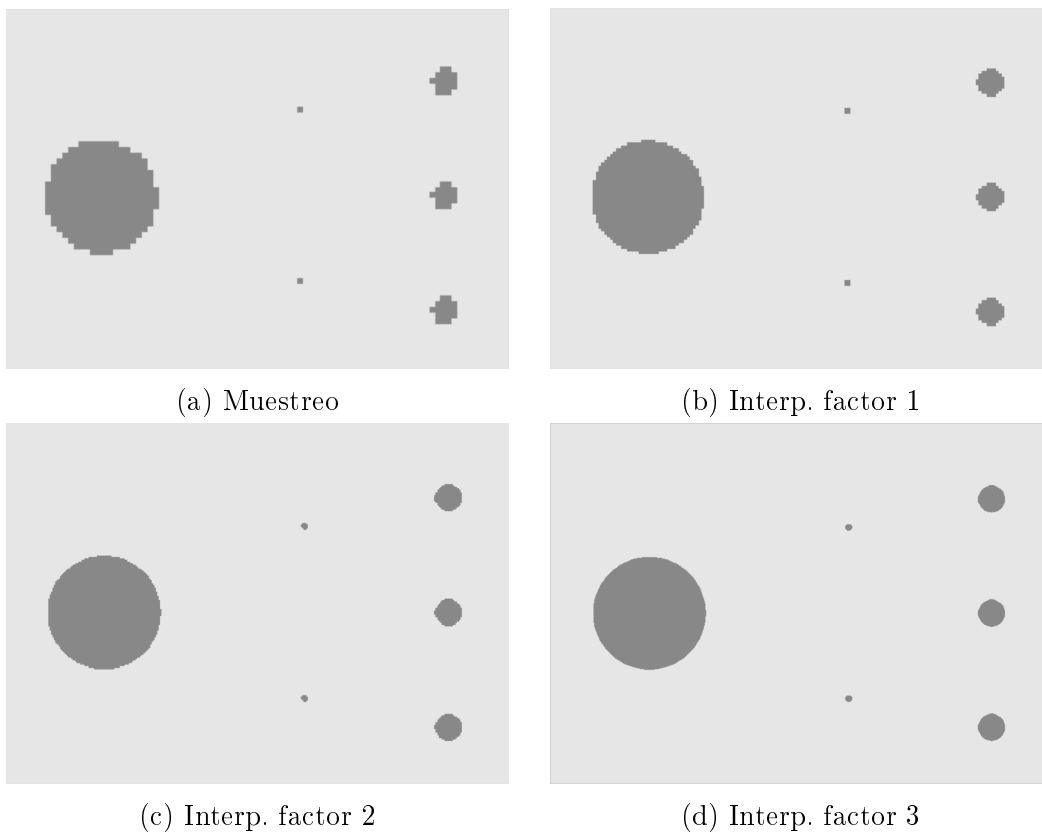 (a) Muestreo
(b) Interp. factor 1
(c) Interp. factor 2
(d) Interp. factor 3